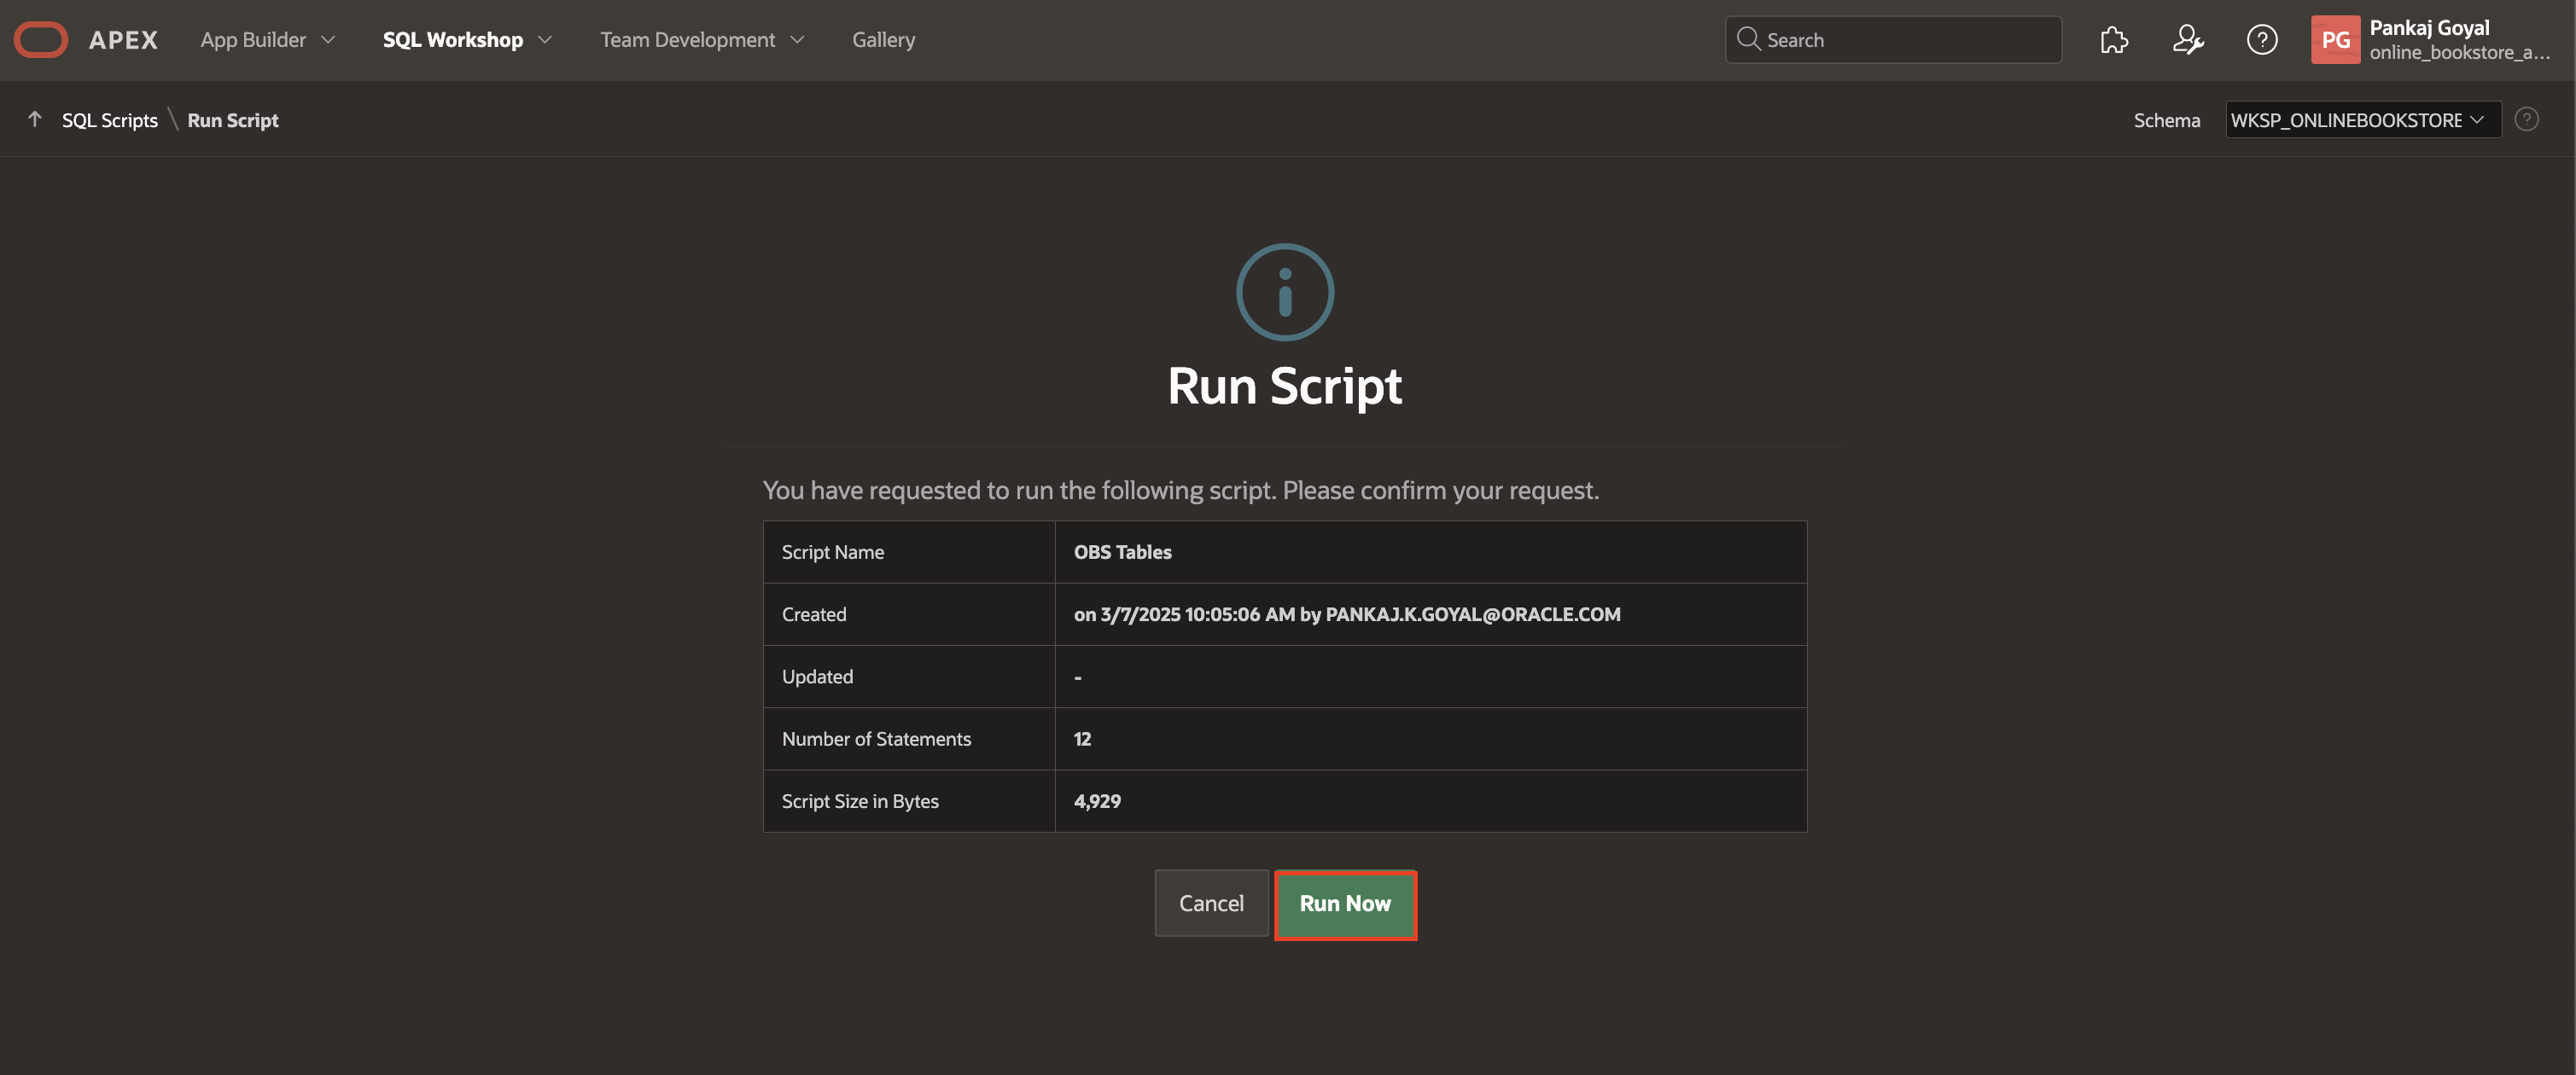 APEX App Builder SQL Workshop Team Development Gallery Search PG Pankaj Goyal
online_bookstore_a...
SQL Scripts \ Run Script Schema WKSP_ONLINEBOOKSTORE
Run Script
You have requested to run the following script. Please confirm your request.
Script Name OBS Tables
Created on 3/7/2025 10:05:06 AM by PANKAJ.K.GOYAL@ORACLE.COM
Updated -
Number of Statements 12
Script Size in Bytes 4,929
Cancel Run Now